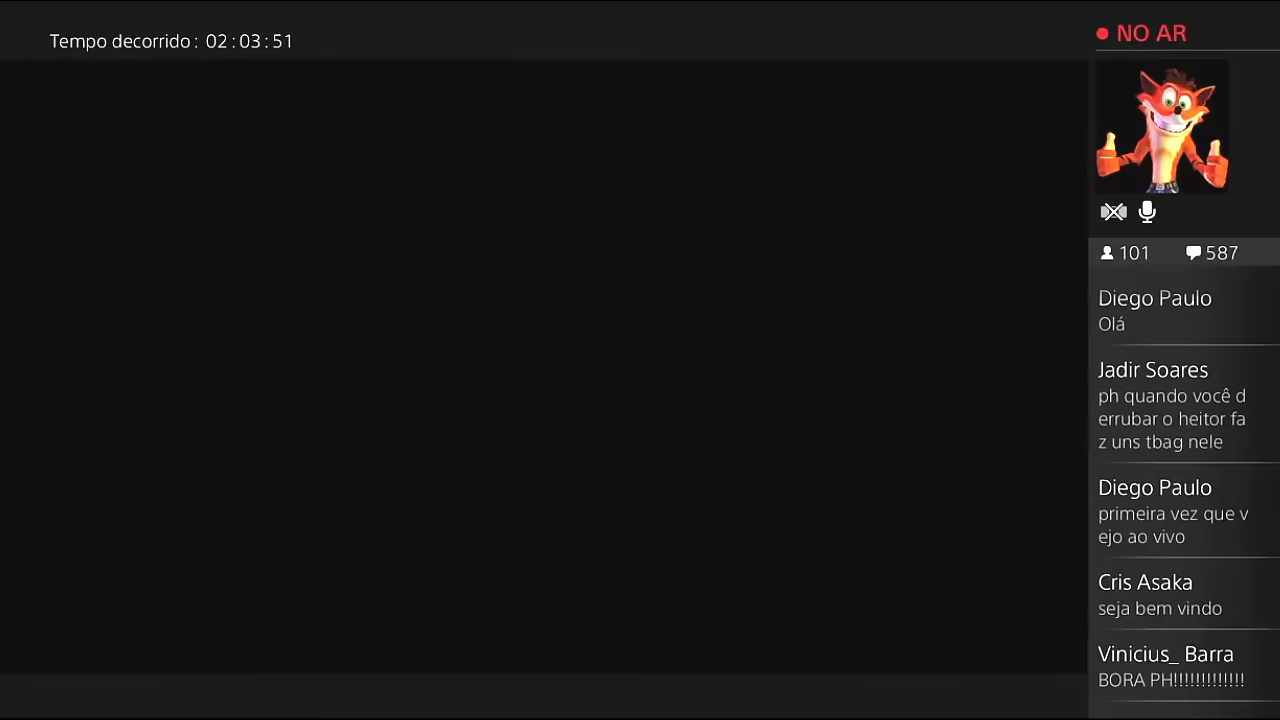 Tempo decorrido: 02:03:51
NO AR
101 587
Diego Paulo
Olá
Jadir Soares
ph quando você d
errubar o heitor fa
z uns tbag nele
Diego Paulo
primeira vez que v
ejo ao vivo
Cris Asaka
seja bem vindo
Vinicius_ Barra
BORA PH!!!!!!!!!!!!!